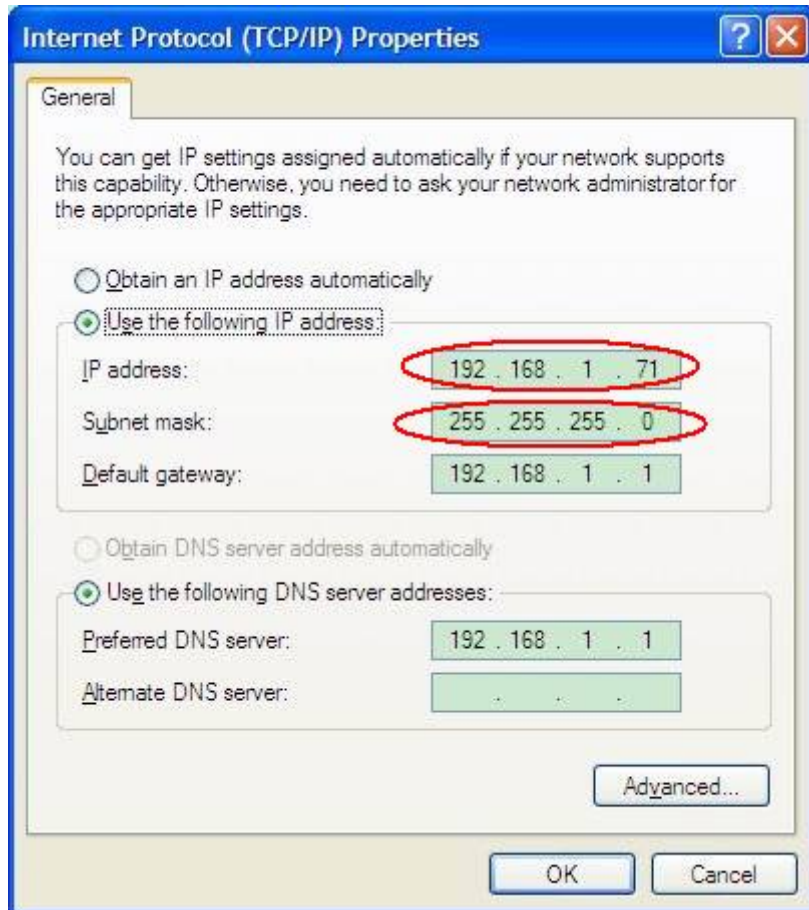 Internet Protocol (TCP/IP) Properties
General
You can get IP settings assigned automatically if your network supports
this capability. Otherwise, you need to ask your network administrator for
the appropriate IP settings.
Obtain an IP address automatically
Use the following IP address:
IP address: 192 . 168 . 1 . 71
Subnet mask: 255 . 255 . 255 . 0
Default gateway: 192 . 168 . 1 . 1
Obtain DNS server address automatically
Use the following DNS server addresses:
Preferred DNS server: 192 . 168 . 1 . 1
Alternate DNS server: . . .
Advanced...
OK Cancel